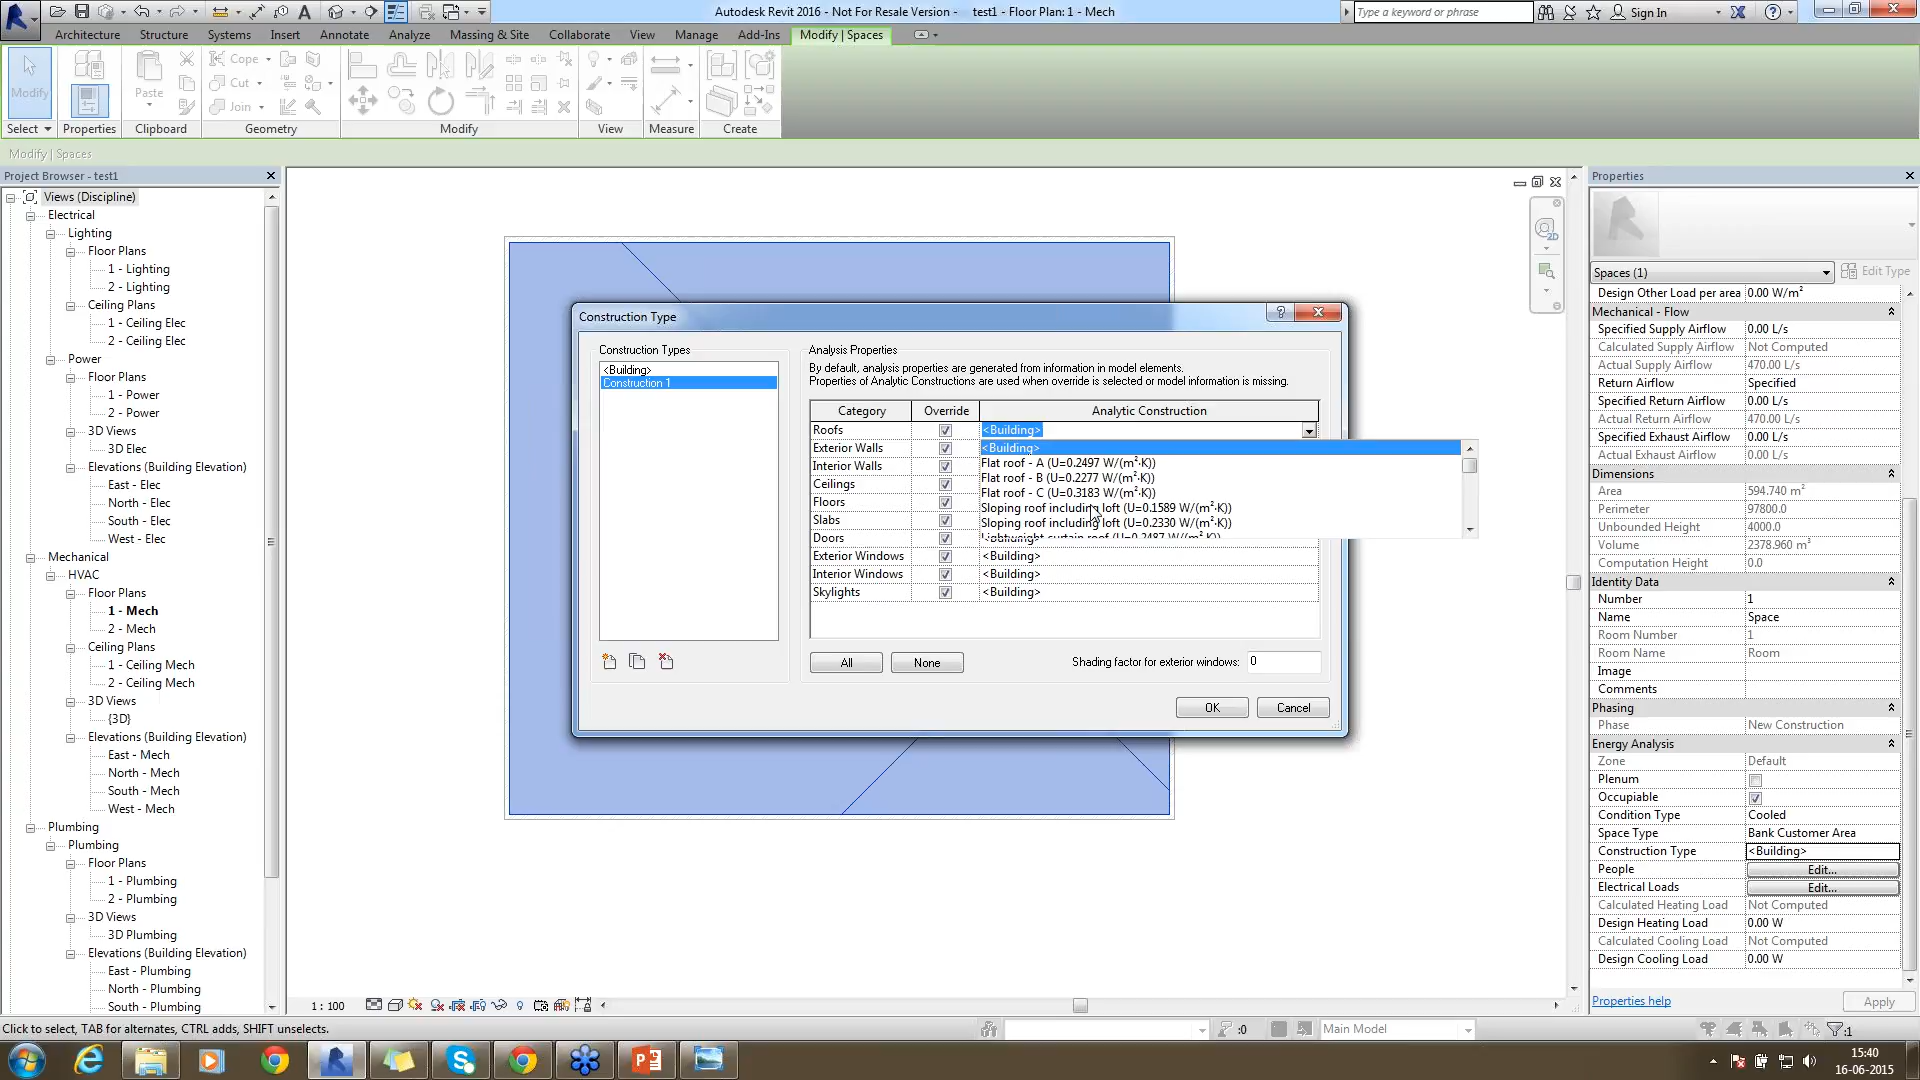 Autodesk Revit 2016 - Not For Resale Version - test1 - Floor Plan: 1 - Mech
Type a keyword or phrase
Sign In
Architecture Structure Systems Insert Annotate Analyze Massing & Site Collaborate View Manage Add-Ins Modify | Spaces
Modify
Paste
Cope
Cut
Join
Select Properties Clipboard Geometry Modify View Measure Create
Modify | Spaces
Project Browser - test1
Views (Discipline)
Electrical
Lighting
Floor Plans
1 - Lighting
2 - Lighting
Ceiling Plans
1 - Ceiling Elec
2 - Ceiling Elec
Power
Floor Plans
1 - Power
2 - Power
3D Views
3D Elec
Elevations (Building Elevation)
East - Elec
North - Elec
South - Elec
West - Elec
Mechanical
HVAC
Floor Plans
1 - Mech
2 - Mech
Ceiling Plans
1 - Ceiling Mech
2 - Ceiling Mech
3D Views
{3D}
Elevations (Building Elevation)
East - Mech
North - Mech
South - Mech
West - Mech
Plumbing
Plumbing
Floor Plans
1 - Plumbing
2 - Plumbing
3D Views
3D Plumbing
Elevations (Building Elevation)
East - Plumbing
North - Plumbing
South - Plumbing
2D
Construction Type
Construction Types
<Building>
Construction 1
Analysis Properties
By default, analysis properties are generated from information in model elements.
Properties of Analytic Constructions are used when override is selected or model information is missing.
Category Override Analytic Construction
Roofs <Building>
Exterior Walls
Interior Walls
Ceilings
Floors
Slabs
Doors
<Building>
Flat roof - A (U=0.2497 W/(m²·K))
Flat roof - B (U=0.2277 W/(m²·K))
Flat roof - C (U=0.3183 W/(m²·K))
Sloping roof including loft (U=0.1589 W/(m²·K))
Sloping roof including loft (U=0.2330 W/(m²·K))
Lightweight curtain roof (U=0.2487 W/(m²·K))
Exterior Windows <Building>
Interior Windows <Building>
Skylights <Building>
All None Shading factor for exterior windows: 0
OK Cancel
Properties
Spaces (1) Edit Type
Design Other Load per area 0.00 W/m²
Mechanical - Flow
Specified Supply Airflow 0.00 L/s
Calculated Supply Airflow Not Computed
Actual Supply Airflow 470.00 L/s
Return Airflow Specified
Specified Return Airflow 0.00 L/s
Actual Return Airflow 470.00 L/s
Specified Exhaust Airflow 0.00 L/s
Actual Exhaust Airflow 0.00 L/s
Dimensions
Area 594.740 m²
Perimeter 97800.0
Unbounded Height 4000.0
Volume 2378.960 m³
Computation Height 0.0
Identity Data
Number 1
Name Space
Room Number 1
Room Name Room
Image
Comments
Phasing
Phase New Construction
Energy Analysis
Zone Default
Plenum
Occupiable
Condition Type Cooled
Space Type Bank Customer Area
Construction Type <Building>
People Edit...
Electrical Loads Edit...
Calculated Heating Load Not Computed
Design Heating Load 0.00 W
Calculated Cooling Load Not Computed
Design Cooling Load 0.00 W
Properties help Apply
1 : 100
Click to select, TAB for alternates, CTRL adds, SHIFT unselects.
:0
Main Model
:1
15:40
16-06-2015